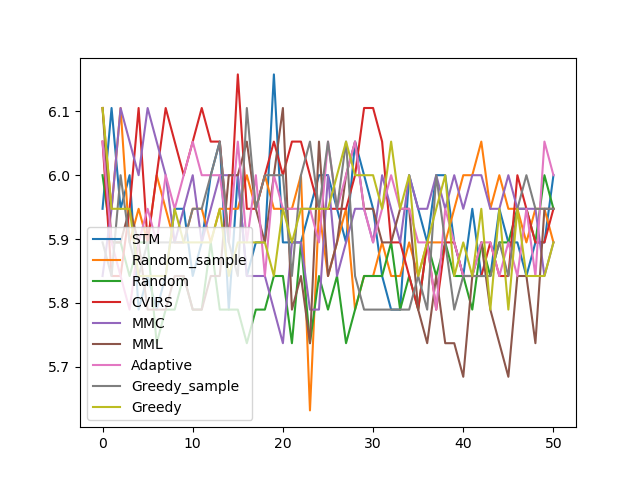 6.1
6.0
5.9
5.8
5.7
0
10
20
30
40
50
STM
Random_sample
Random
CVIRS
MMC
MML
Adaptive
Greedy_sample
Greedy